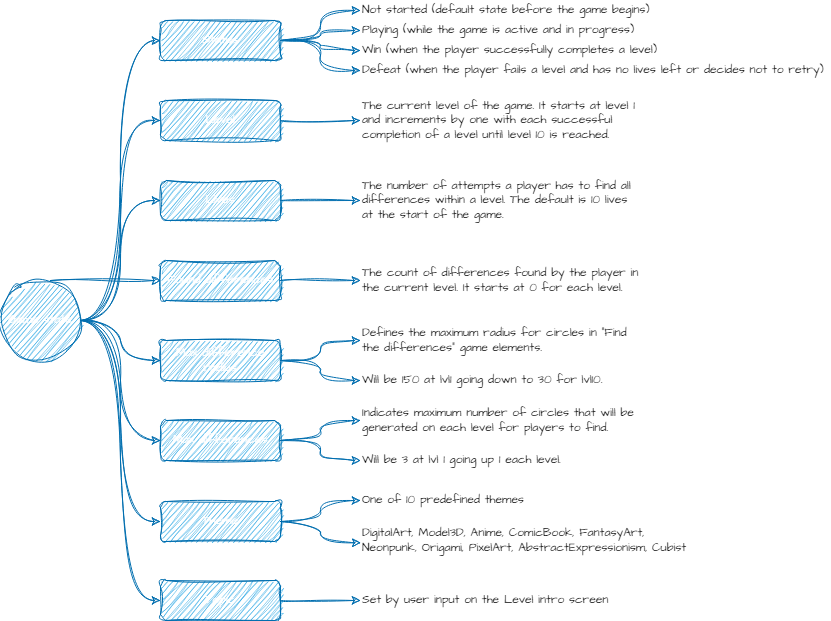 Not started (default state before the game begins)
Playing (while the game is active and in progress)
Win (when the player successfully completes a level)
Defeat (when the player fails a level and has no lives left or decides not to retry)
The current level of the game. It starts at level 1
and increments by one with each successful
completion of a level until level 10 is reached.
The number of attempts a player has to find all
differences within a level. The default is 10 lives
at the start of the game.
The count of differences found by the player in
the current level. It starts at 0 for each level.
Defines the maximum radius for circles in "Find
the differences" game elements.
Will be 150 at lvl1 going down to 30 for lvl10.
Indicates maximum number of circles that will be
generated on each level for players to find.
Will be 3 at lvl 1 going up 1 each level.
One of 10 predefined themes
DigitalArt, Model3D, Anime, ComicBook, FantasyArt,
Neonpunk, Origami, PixelArt, AbstractExpressionism, Cubist
Set by user input on the Level intro screen